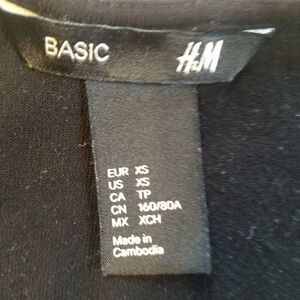 BASIC H&M
EUR XS
US XS
CA TP
CN 160/80A
MX XCH
Made in
Cambodia